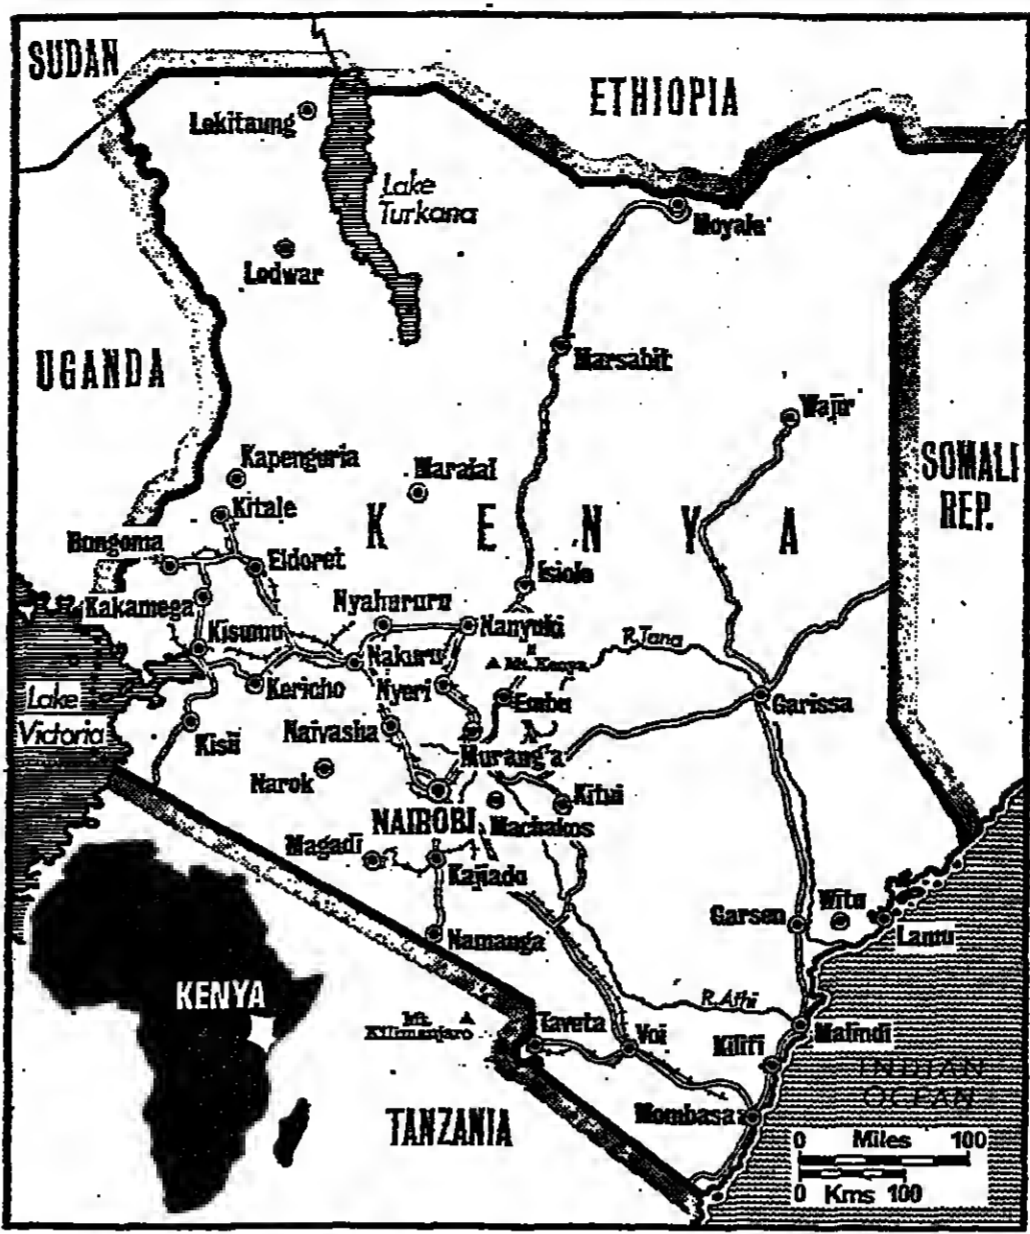 SUDAN
ETHIOPIA
Lokitaung
Lake
Turkana
Moyale
Lodwar
Marsabit
UGANDA
Wajir
SOMALI
REP.
Kapenguria
Maralal
Kitale
KENYA
Bungoma
Eldoret
Isiolo
Kakamega
Nyahururu
Kisumu
Nanyuki
R.Tana
Nakuru
Mt. Kenya
Lake
Victoria
Kericho
Nyeri
Embu
Garissa
Kisii
Naivasha
Murang'a
Narok
Kitui
NAIROBI
Machakos
Magadi
Kajiado
Garsen
Witu
Lamu
Namanga
KENYA
R.Athi
Mt.
Kilimanjaro
Taveta
Voi
Malindi
Kilifi
INDIAN
OCEAN
TANZANIA
Mombasa
0 Miles 100
0 Kms 100